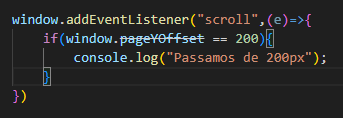 window.addEventListener("scroll",(e)=>{
    if(window.pageYOffset == 200){
        console.log("Passamos de 200px");
    }
})